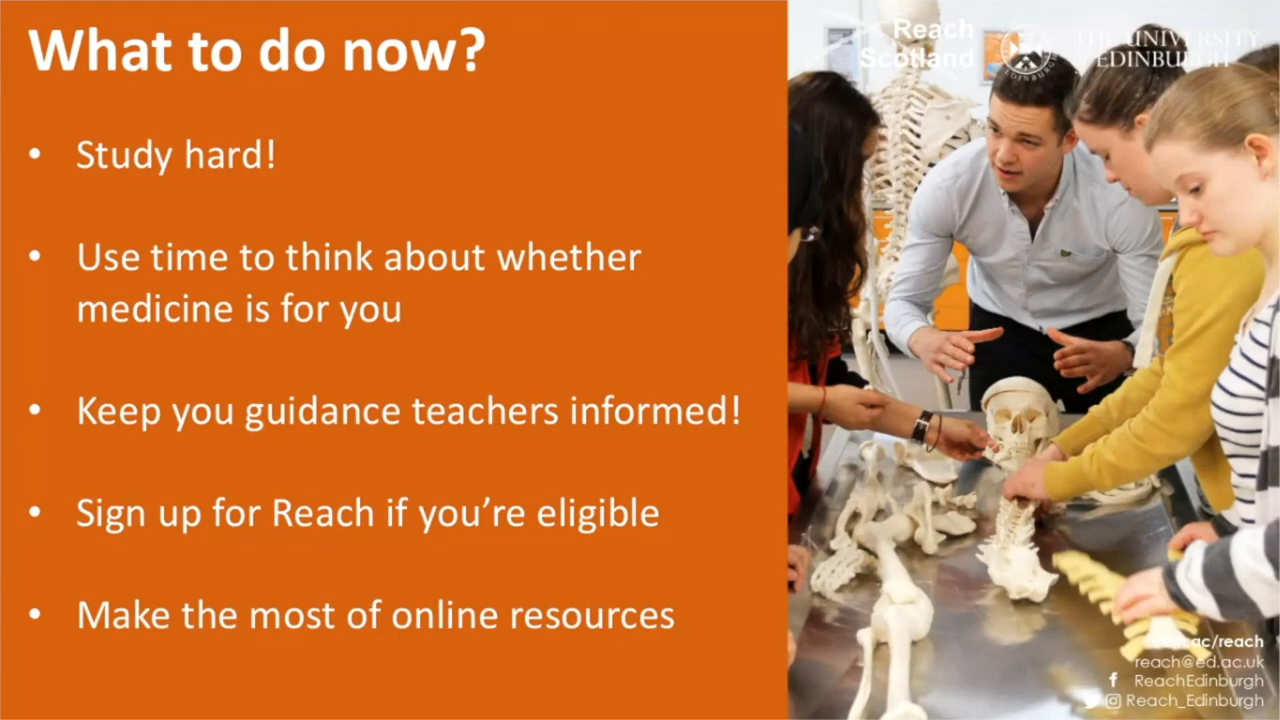 What to do now?
• Study hard!
• Use time to think about whether
medicine is for you
• Keep you guidance teachers informed!
• Sign up for Reach if you're eligible
• Make the most of online resources
Reach
Scotland
THE UNIVERSITY
EDINBURGH
ac/reach
reach@ed.ac.uk
ReachEdinburgh
Reach_Edinburgh